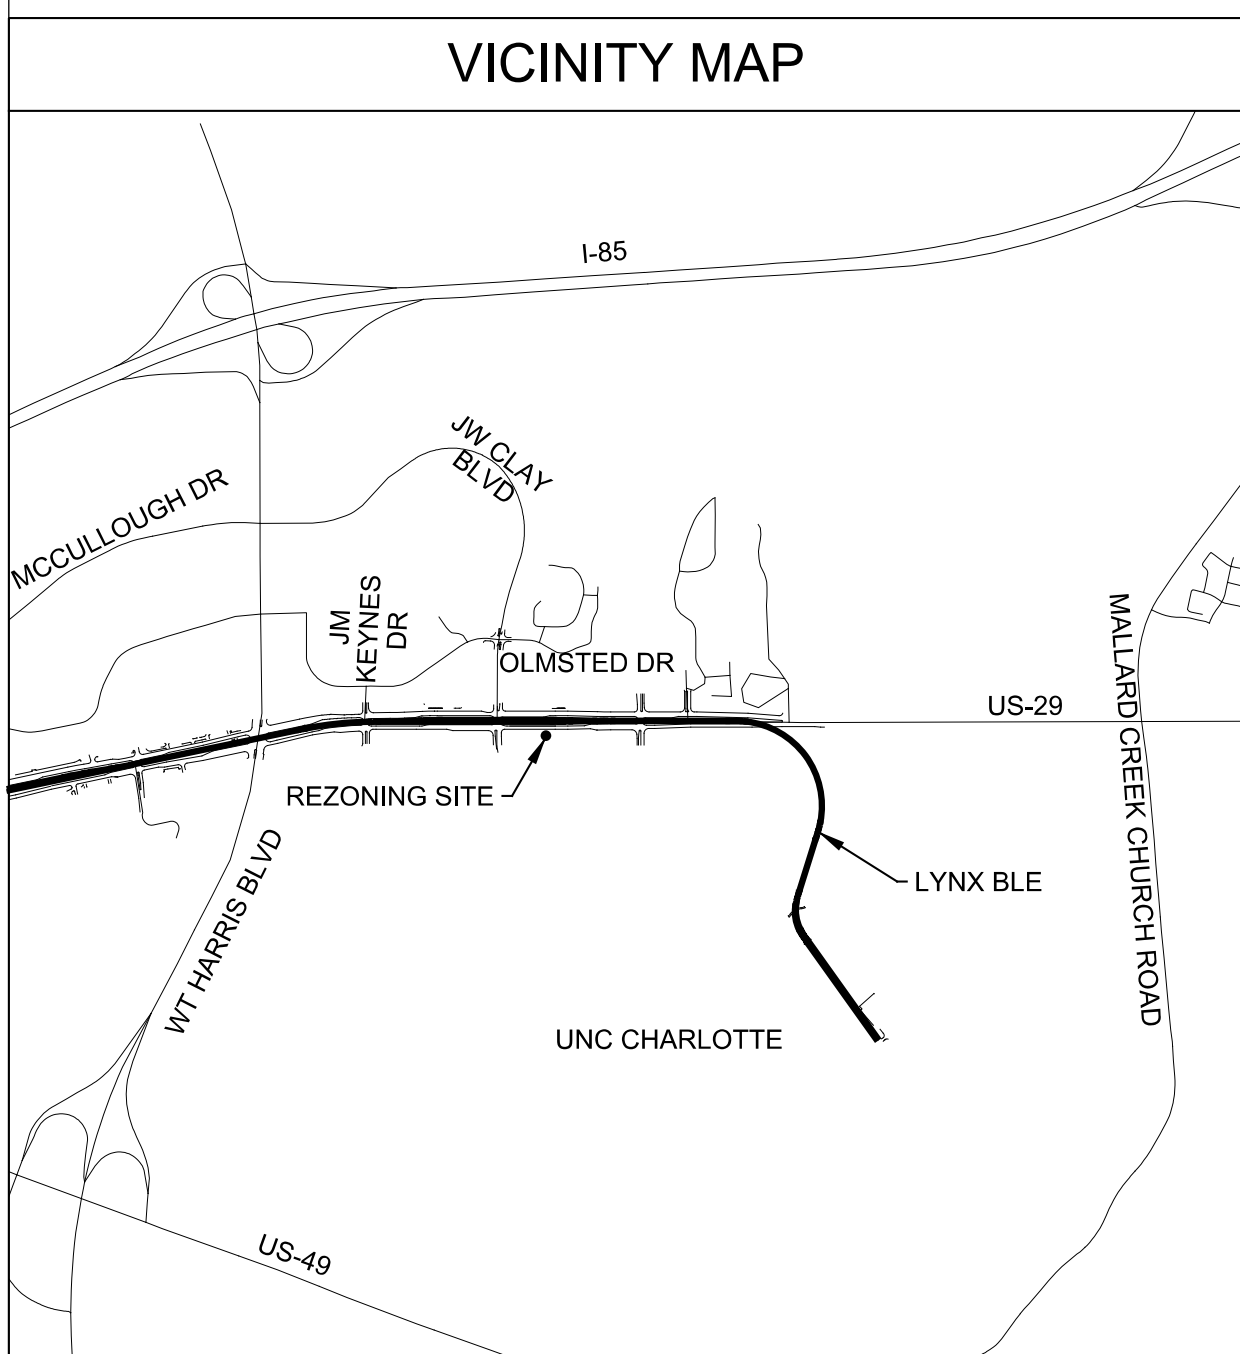 VICINITY MAP
I-85
JW CLAY
BLVD
MCCULLOUGH DR
JM
KEYNES
DR
OLMSTED DR
US-29
MALLARD CREEK CHURCH ROAD
REZONING SITE
WT HARRIS BLVD
LYNX BLE
UNC CHARLOTTE
US-49